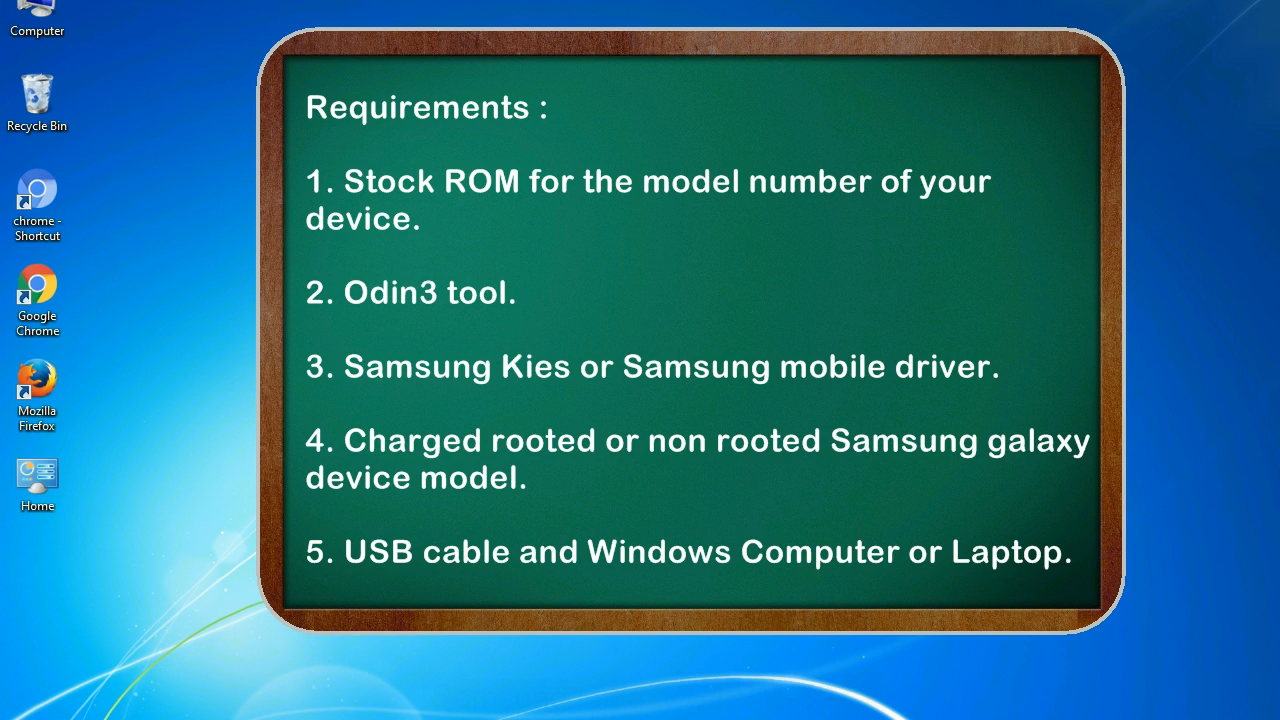 Computer
Recycle Bin
chrome -
Shortcut
Google
Chrome
Mozilla
Firefox
Home
Requirements :
1. Stock ROM for the model number of your
device.
2. Odin3 tool.
3. Samsung Kies or Samsung mobile driver.
4. Charged rooted or non rooted Samsung galaxy
device model.
5. USB cable and Windows Computer or Laptop.